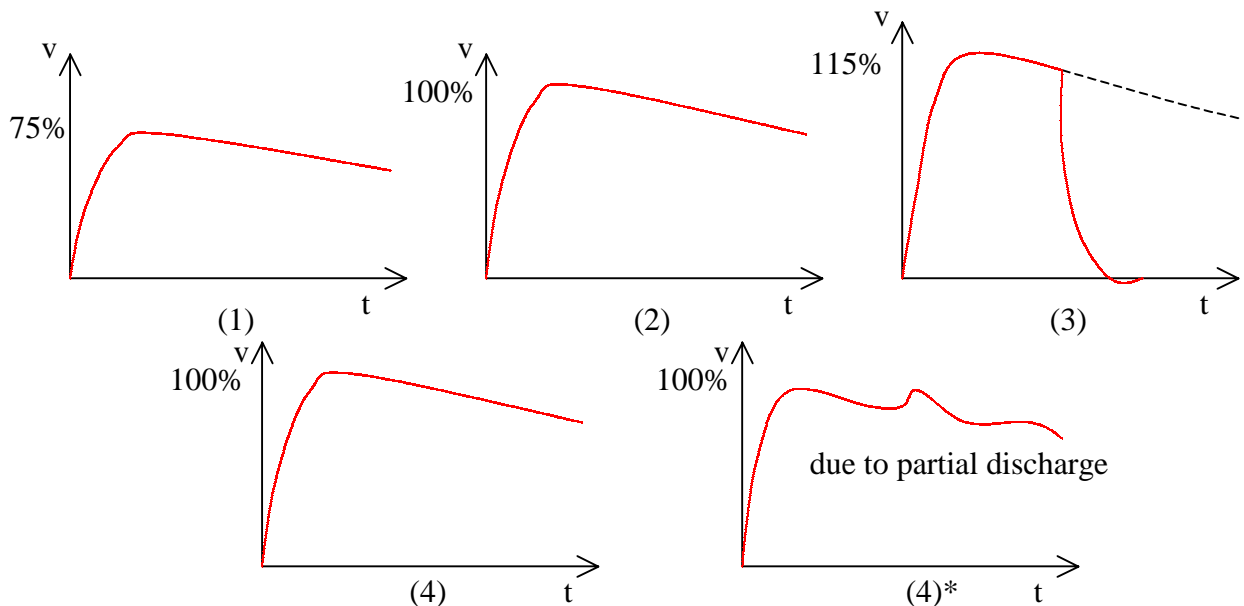 v
75%
t
(1)
v
100%
t
(2)
v
115%
t
(3)
v
100%
t
(4)
v
100%
due to partial discharge
t
(4)*